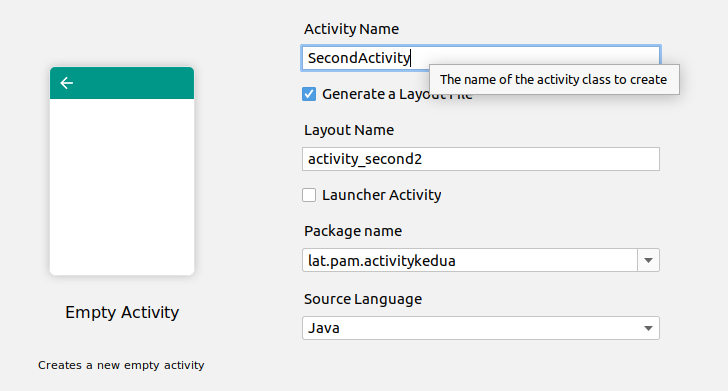 Activity Name
SecondActivity
The name of the activity class to create
Generate a Layout File
Layout Name
activity_second2
Launcher Activity
Package name
lat.pam.activitykedua
Empty Activity
Source Language
Java
Creates a new empty activity